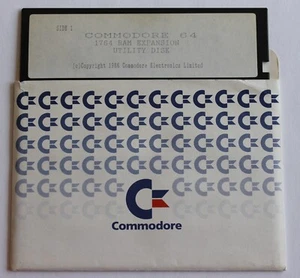 SIDE 1
COMMODORE 64
1764 RAM EXPANSION
UTILITY DISK
(c)Copyright 1986 Commodore Electronics Limited
Commodore